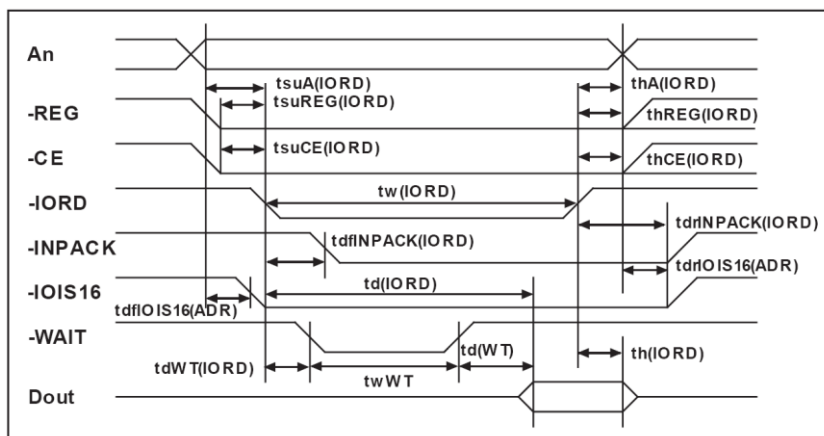 An
tsuA(IORD)
thA(IORD)
tsuREG(IORD)
-REG
thREG(IORD)
tsuCE(IORD)
-CE
thCE(IORD)
-IORD
tw(IORD)
tdrINPACK(IORD)
-INPACK
tdfINPACK(IORD)
tdrIOIS16(ADR)
-IOIS16
td(IORD)
tdfIOIS16(ADR)
-WAIT
td(WT)
th(IORD)
tdWT(IORD)
twWT
Dout